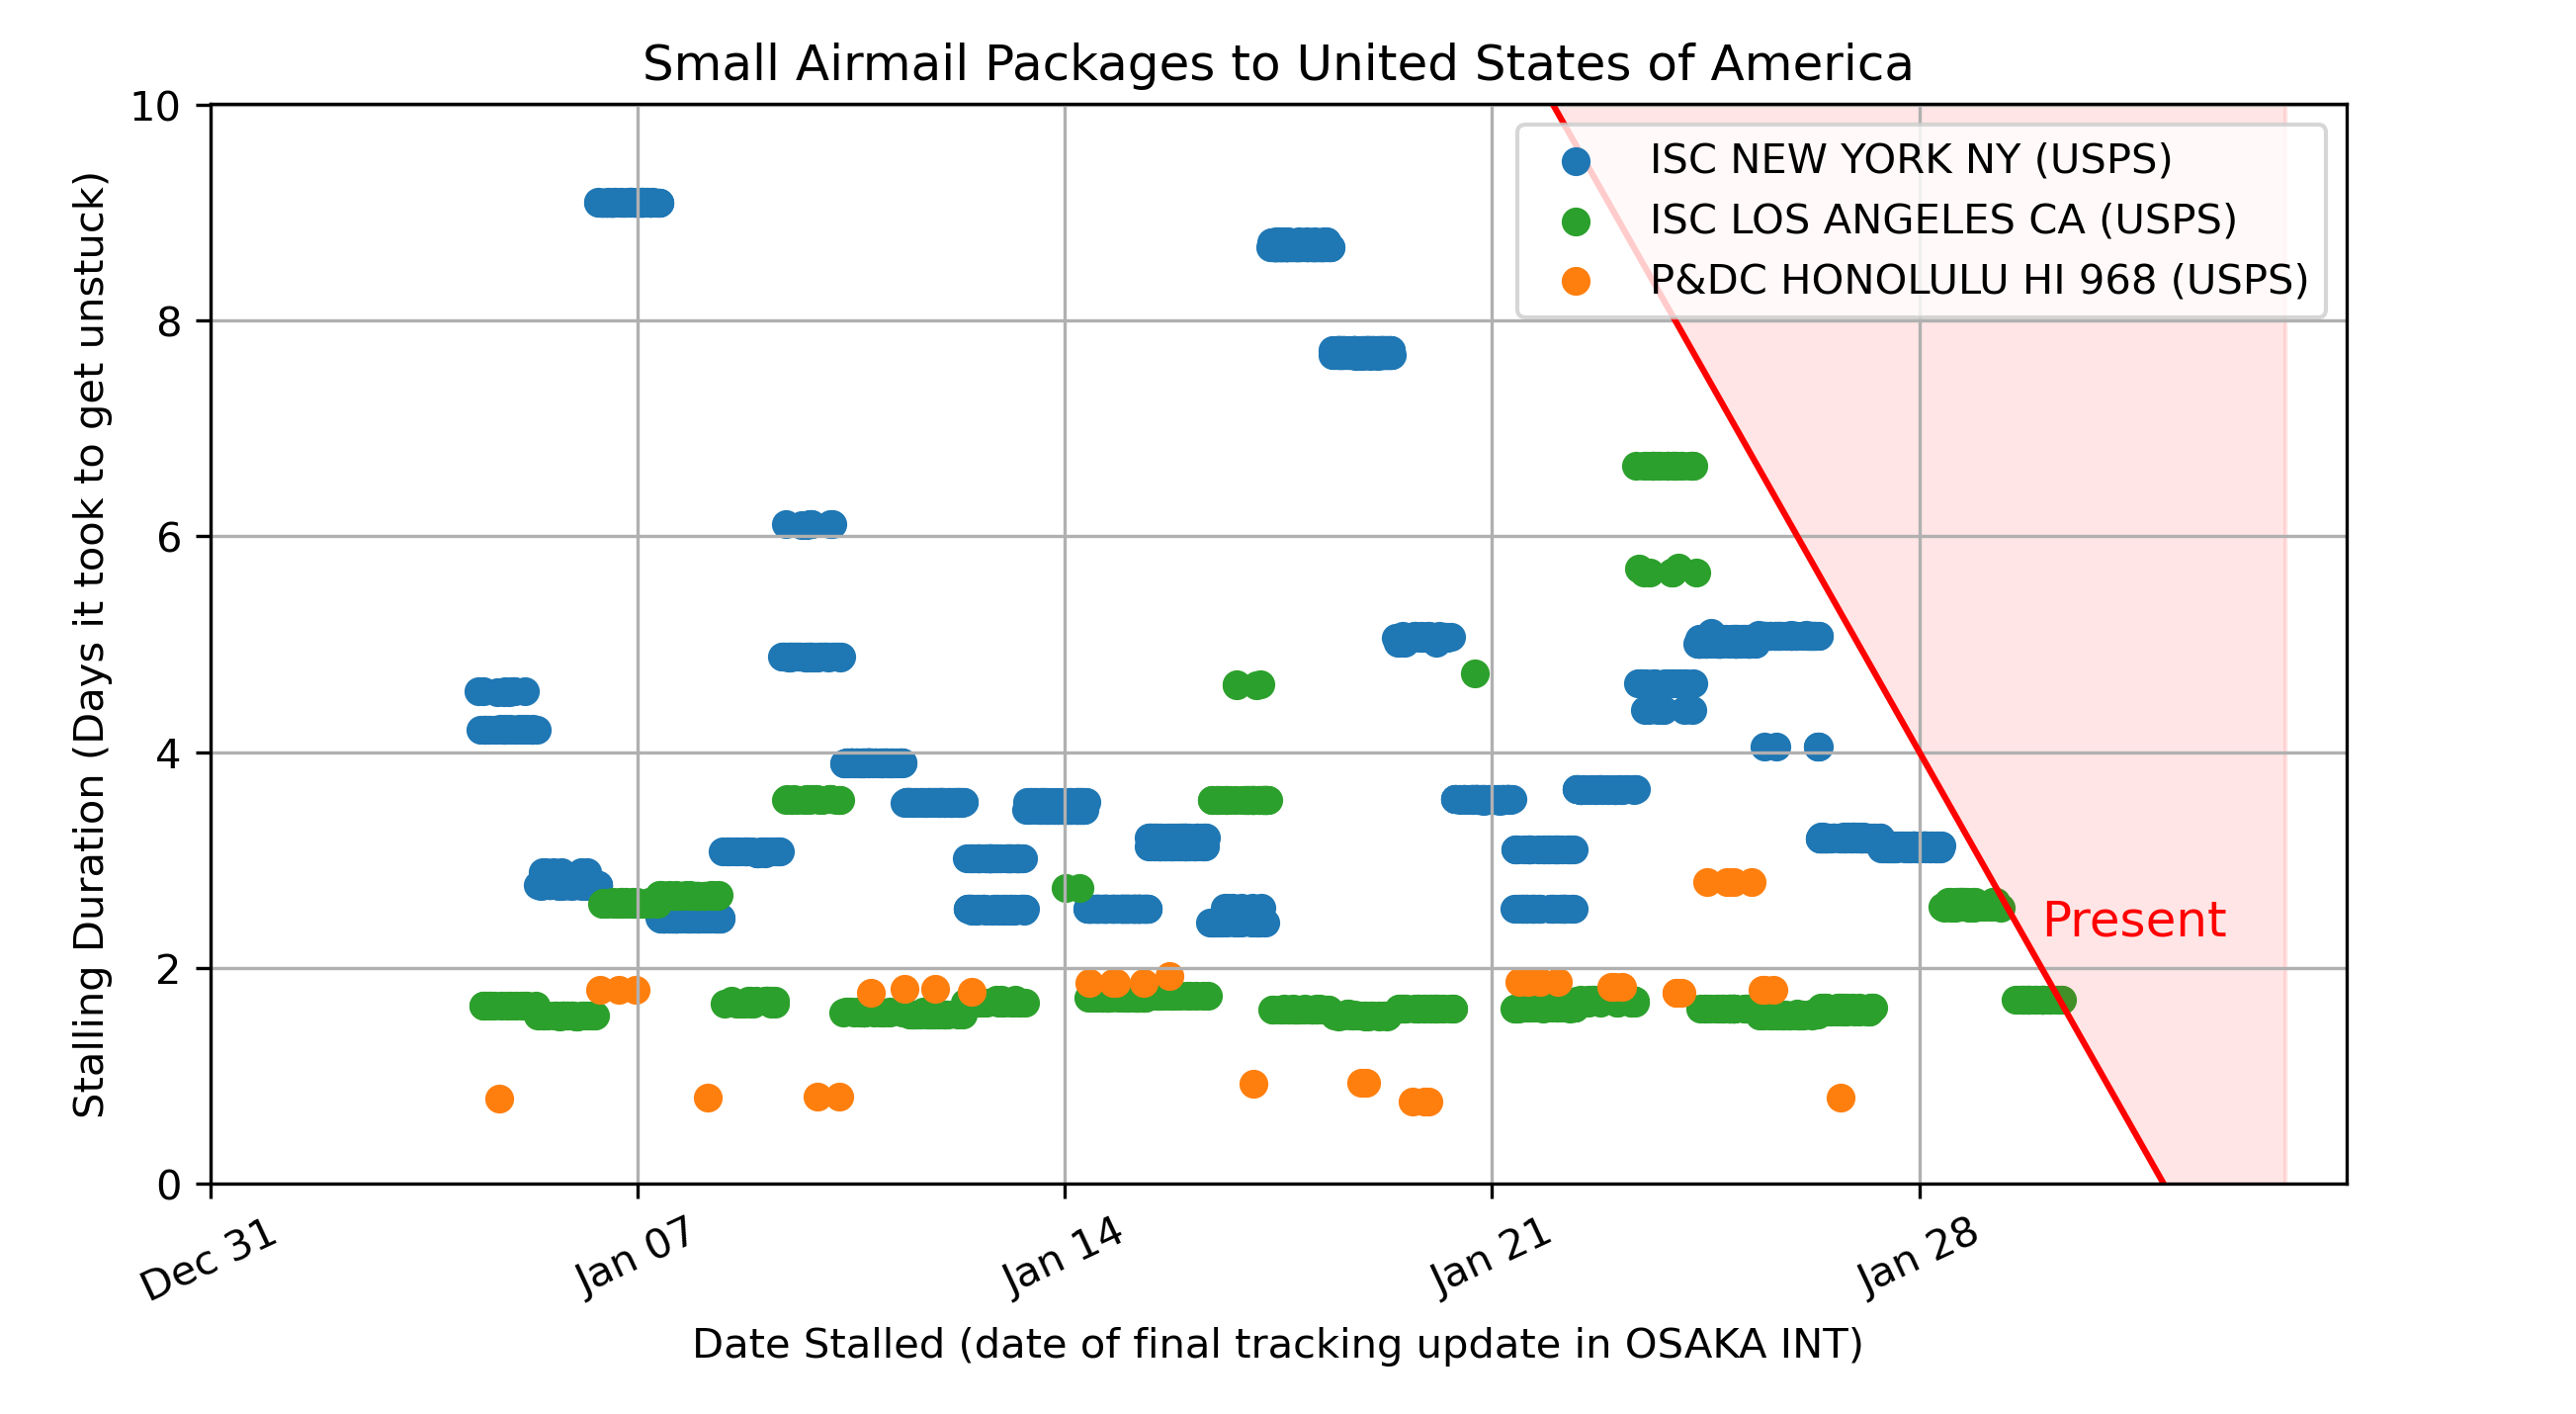 Small Airmail Packages to United States of America
Stalling Duration (Days it took to get unstuck)
10
8
6
4
2
0
ISC NEW YORK NY (USPS)
ISC LOS ANGELES CA (USPS)
P&DC HONOLULU HI 968 (USPS)
Present
Dec 31
Jan 07
Jan 14
Jan 21
Jan 28
Date Stalled (date of final tracking update in OSAKA INT)